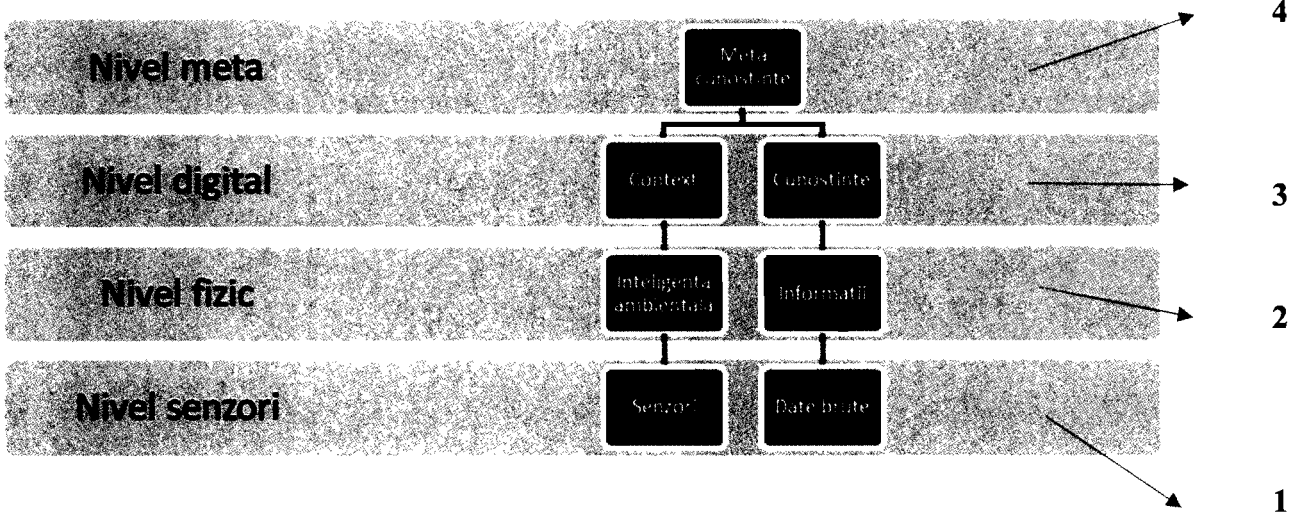 4
Nivel meta
Meta
cunostinte
Nivel digital
Context
Cunostinte
3
Nivel fizic
Inteligenta
ambientala
Informatii
2
Nivel senzori
Senzori
Date brute
1